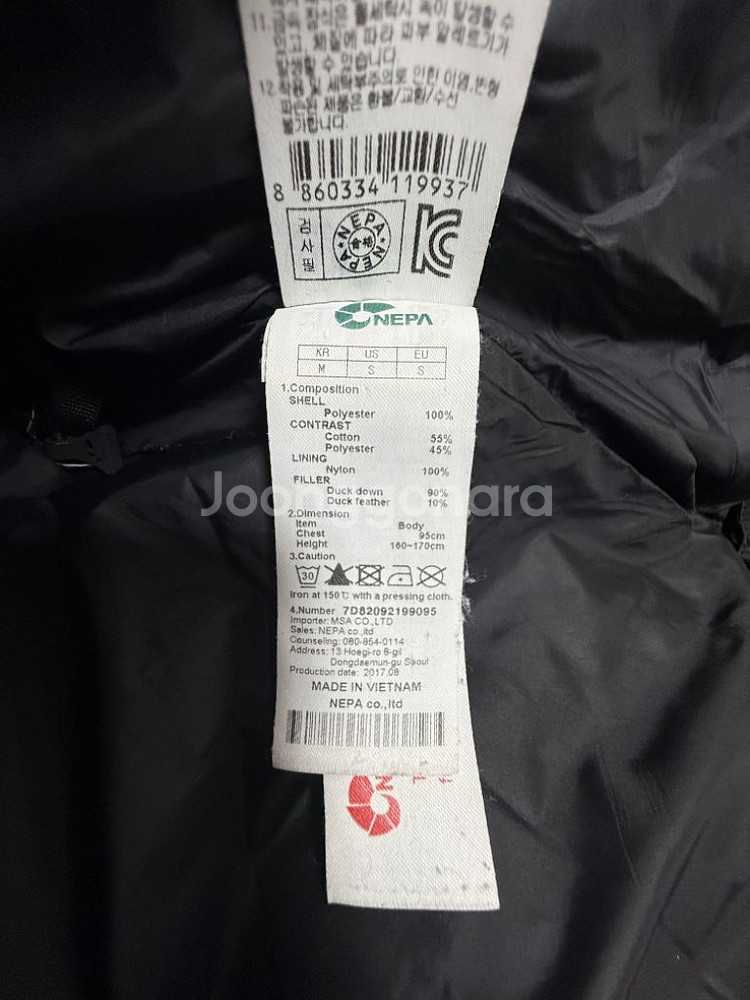 11.
장식은 물세탁시 녹이 발생할 수
있고 체질에 따라 피부 알레르기가
발생할 수 있습니다.
12.착용 및 세탁부주의로 인한 이염,변형
파손된 제품은 환불/교환/수선
불가합니다.
8 860334 119937
검사필
NEPA NEPA
合格
NEPA
KR US EU
M S S
1.Composition
SHELL
Polyester 100%
CONTRAST
Cotton 55%
Polyester 45%
LINING
Nylon 100%
FILLER
Duck down 90%
Duck feather 10%
2.Dimension
Item Body
Chest 95cm
Height 160~170cm
3.Caution
30
Iron at 150℃ with a pressing cloth.
4.Number 7D82092199095
Importer: MSA CO.,LTD
Sales: NEPA co.,ltd
Counseling: 080-854-0114
Address: 13 Hoegi-ro 8-gil
Dongdaemun-gu Seoul
Production date: 2017.08
MADE IN VIETNAM
NEPA co.,ltd
Joonggonara